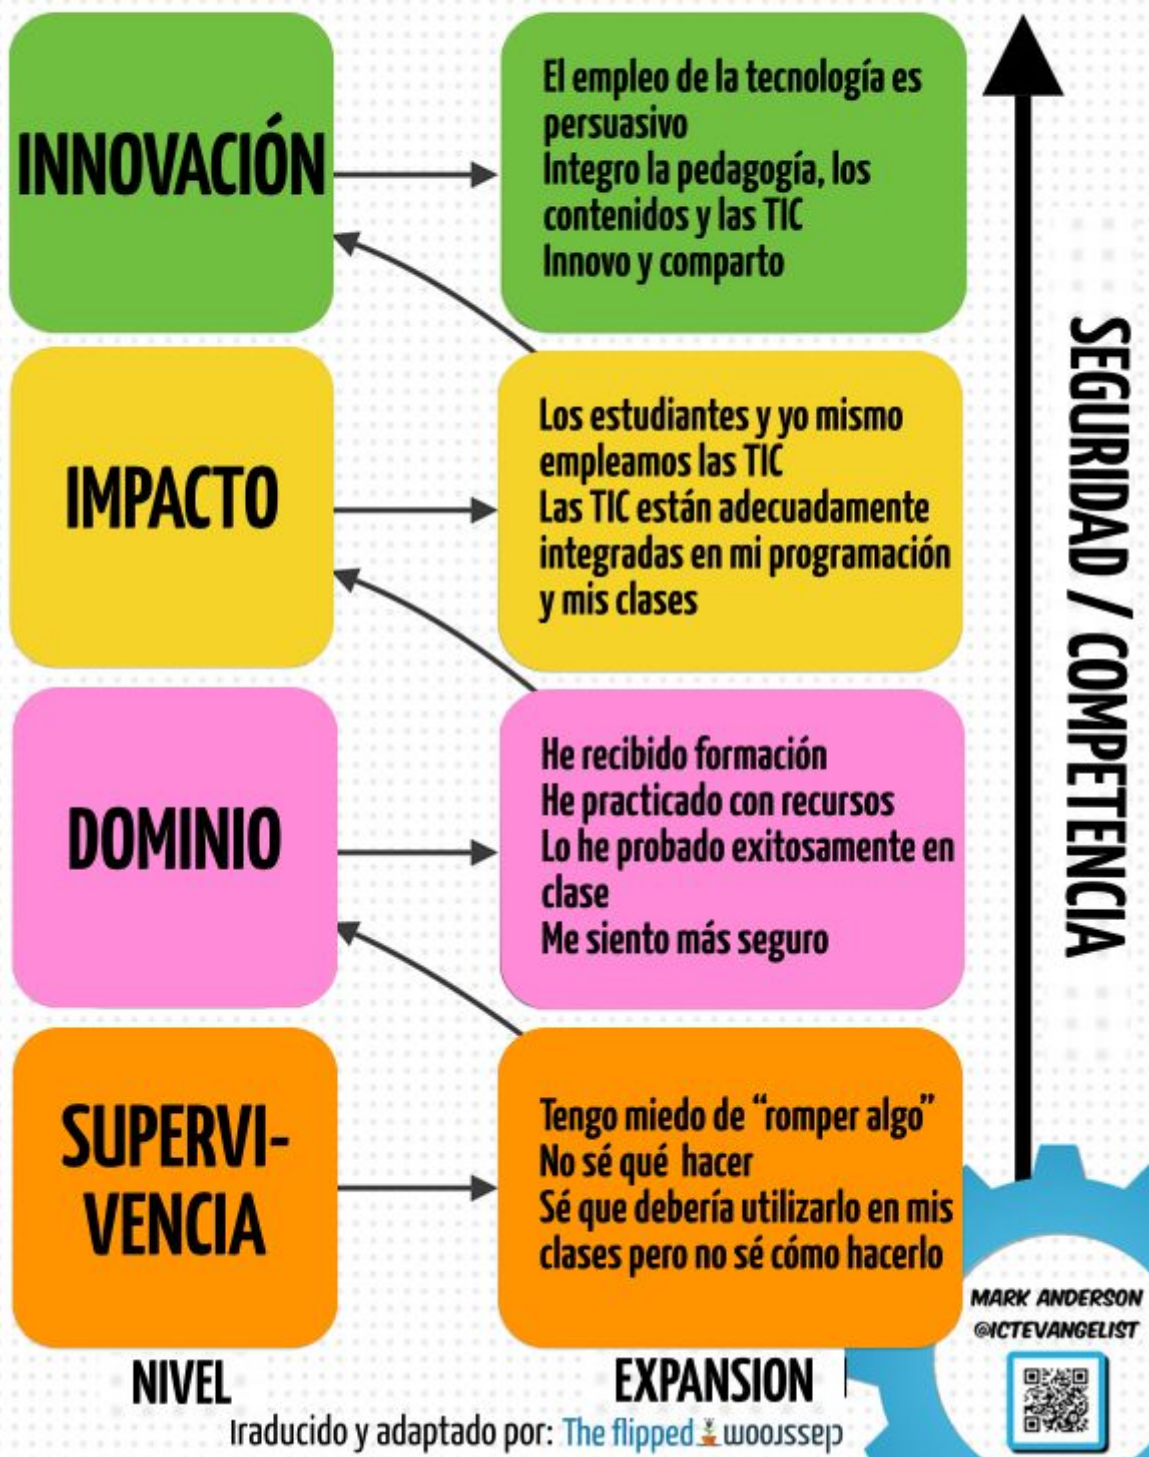 INNOVACIÓN
El empleo de la tecnología es
persuasivo
Integro la pedagogía, los
contenidos y las TIC
Innovo y comparto
IMPACTO
Los estudiantes y yo mismo
empleamos las TIC
Las TIC están adecuadamente
integradas en mi programación
y mis clases
DOMINIO
He recibido formación
He practicado con recursos
Lo he probado exitosamente en
clase
Me siento más seguro
SUPERVI-
VENCIA
Tengo miedo de “romper algo”
No sé qué hacer
Sé que debería utilizarlo en mis
clases pero no sé cómo hacerlo
SEGURIDAD / COMPETENCIA
MARK ANDERSON
@ICTEVANGELIST
NIVEL
EXPANSION
Traducido y adaptado por: The flipped classroom